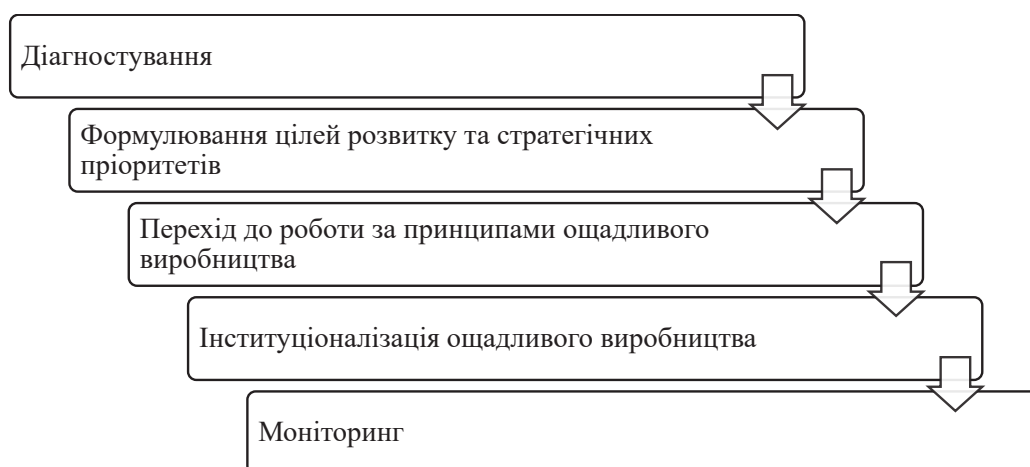 Діагностування
Формулювання цілей розвитку та стратегічних
пріоритетів
Перехід до роботи за принципами ощадливого
виробництва
Інституціоналізація ощадливого виробництва
Моніторинг